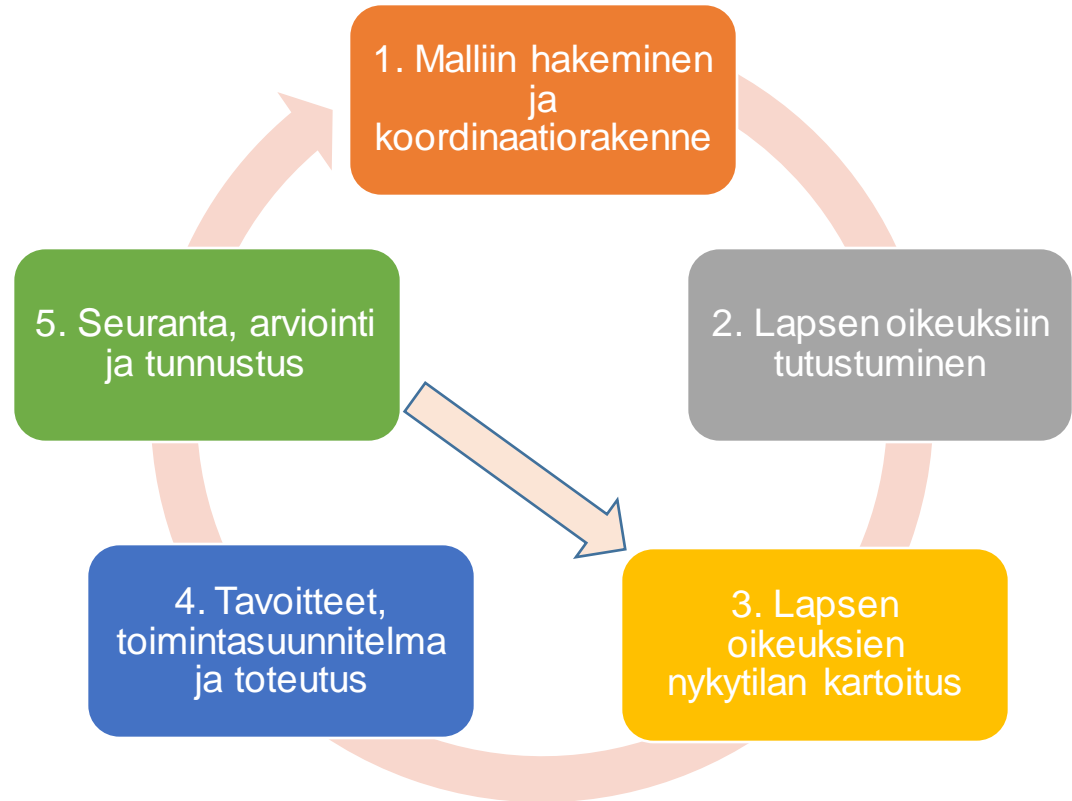 1. Malliin hakeminen
ja
koordinaatiorakenne
2. Lapsen oikeuksiin
tutustuminen
3. Lapsen
oikeuksien
nykytilan kartoitus
4. Tavoitteet,
toimintasuunnitelma
ja toteutus
5. Seuranta, arviointi
ja tunnustus